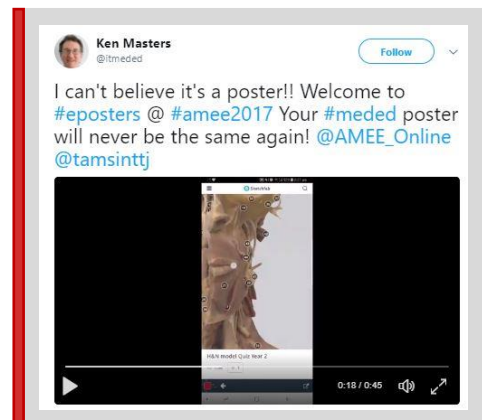 Ken Masters
@itmeded
Follow
I can't believe it's a poster!! Welcome to
#eposters @ #amee2017 Your #meded poster
will never be the same again! @AMEE_Online
@tamsinttj
H&N model Quiz Year 2
0:18 / 0:45